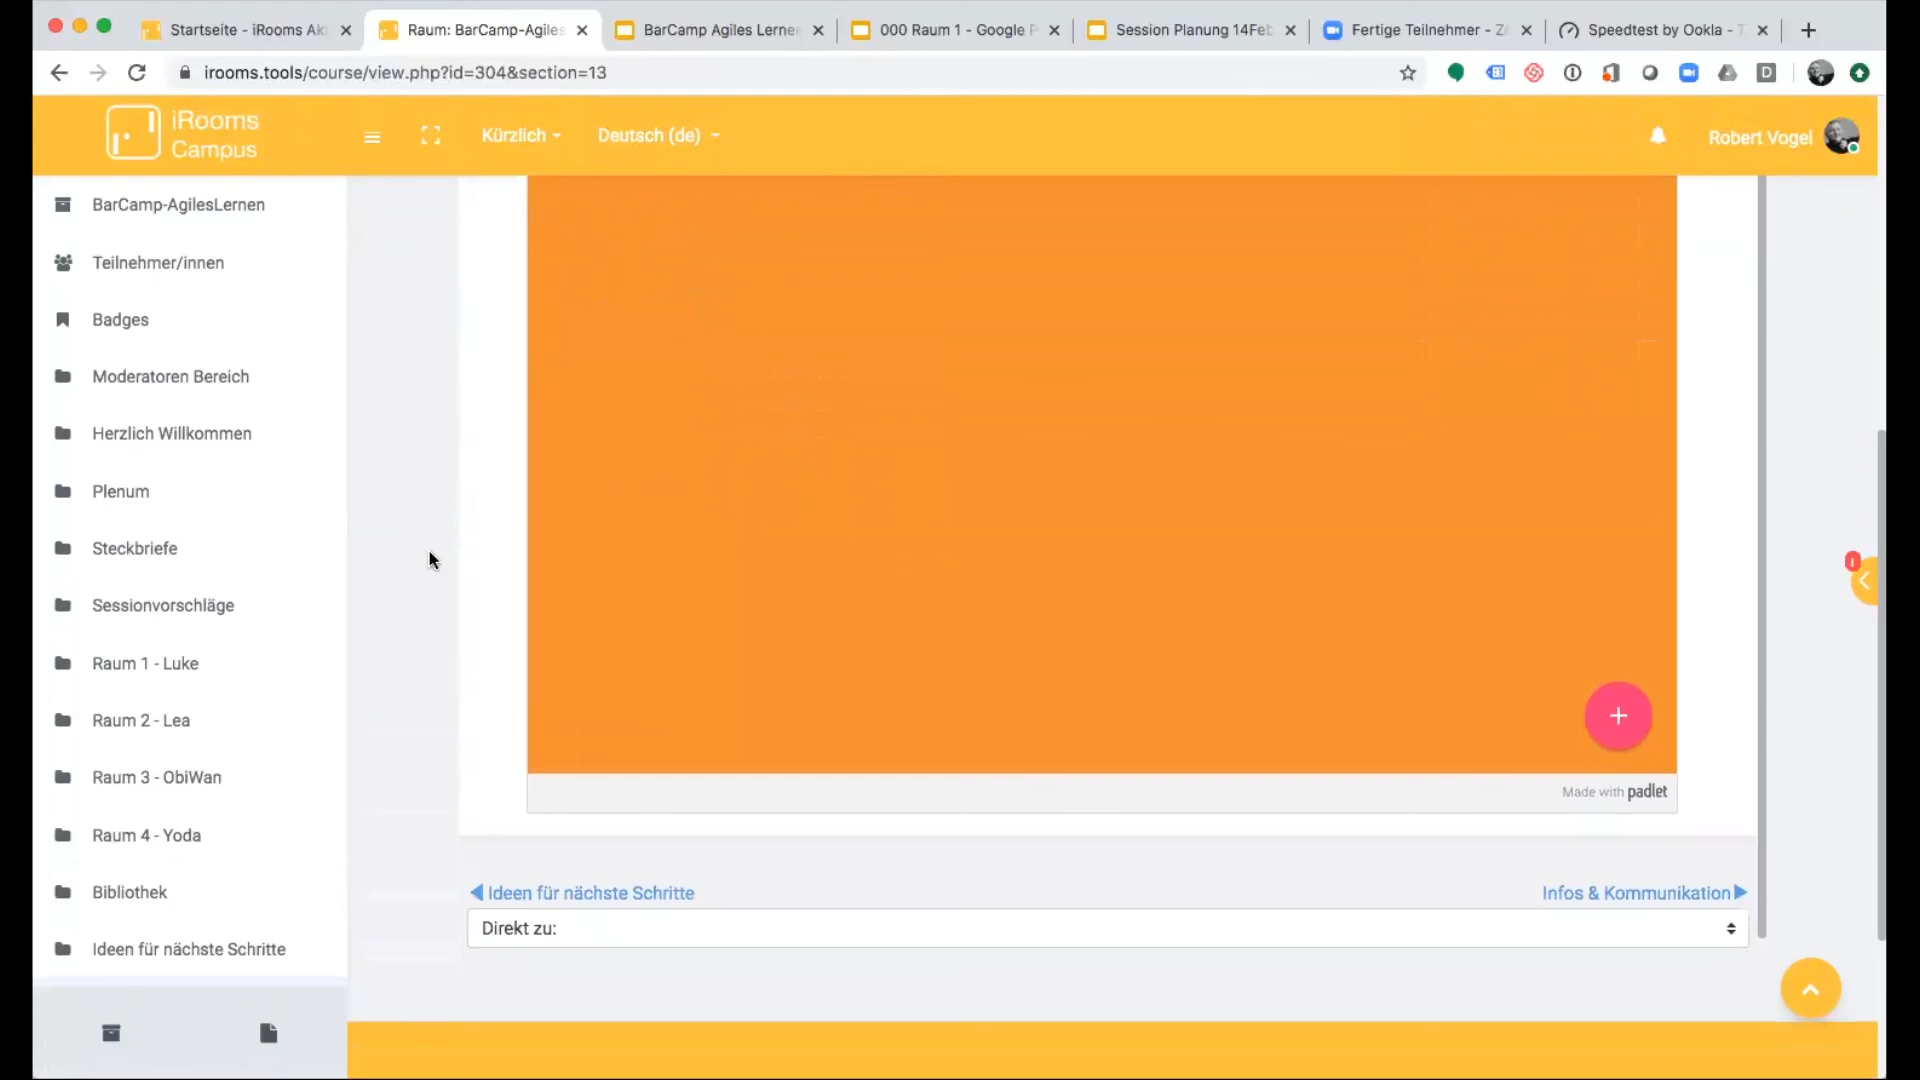 Startseite - iRooms Ak
Raum: BarCamp-Agiles
BarCamp Agiles Lerne
000 Raum 1 - Google P
Session Planung 14Feb
Fertige Teilnehmer - Z
Speedtest by Ookla - T
irooms.tools/course/view.php?id=304&section=13
iRooms
Campus
Kürzlich
Deutsch (de)
Robert Vogel
BarCamp-AgilesLernen
Teilnehmer/innen
Badges
Moderatoren Bereich
Herzlich Willkommen
Plenum
Steckbriefe
Sessionvorschläge
Raum 1 - Luke
Raum 2 - Lea
Raum 3 - ObiWan
Raum 4 - Yoda
Bibliothek
Ideen für nächste Schritte
Made with padlet
Ideen für nächste Schritte
Infos & Kommunikation
Direkt zu: